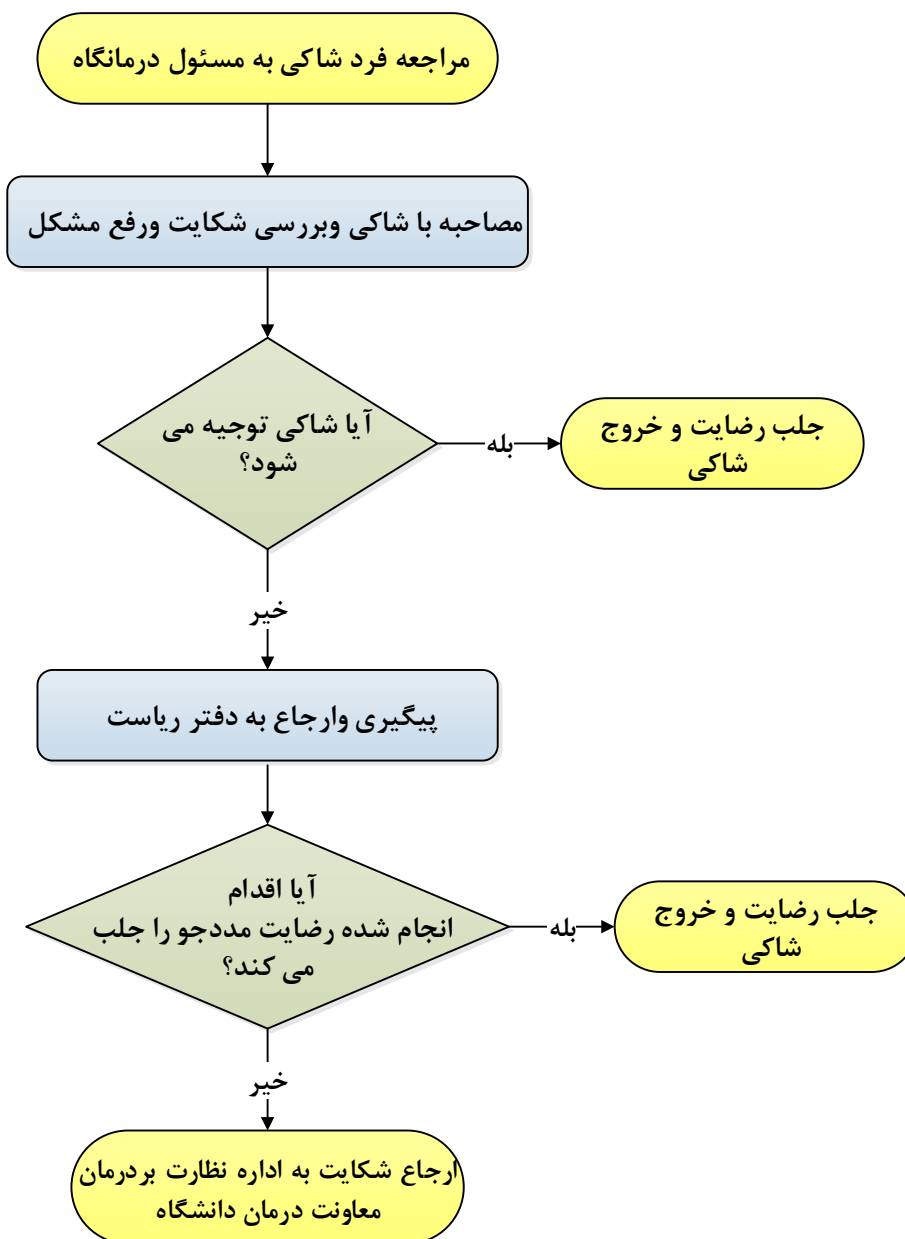 مراجعه فرد شاکی به مسئول درمانگاه
مصاحبه با شاکی وبررسی شکایت ورفع مشکل
آیا شاکی توجیه می
شود؟
بله
جلب رضایت و خروج
شاکی
خیر
پیگیری وارجاع به دفتر ریاست
آیا اقدام
انجام شده رضایت مددجو را جلب
می کند؟
بله
جلب رضایت و خروج
شاکی
خیر
ارجاع شکایت به اداره نظارت بردرمان
معاونت درمان دانشگاه